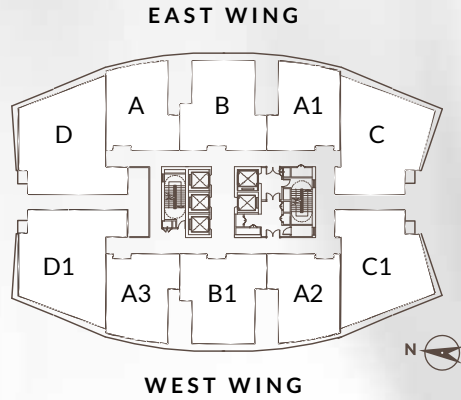 EAST WING
A B A1
D C
D1 C1
A3 B1 A2
N
WEST WING